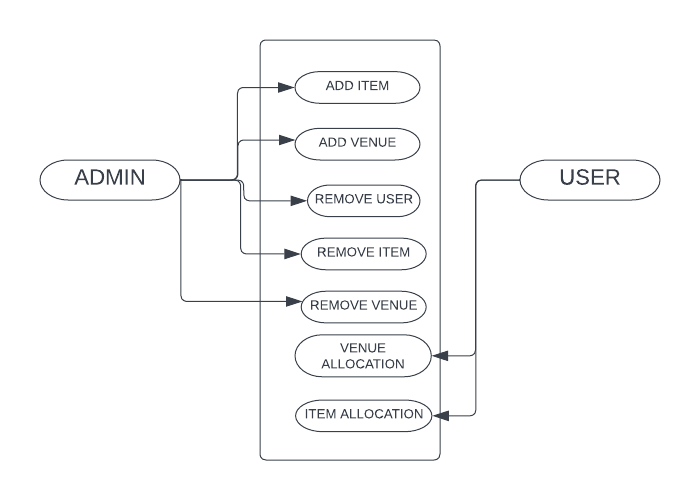 ADD ITEM
ADD VENUE
ADMIN
USER
REMOVE USER
REMOVE ITEM
REMOVE VENUE
VENUE
ALLOCATION
ITEM ALLOCATION